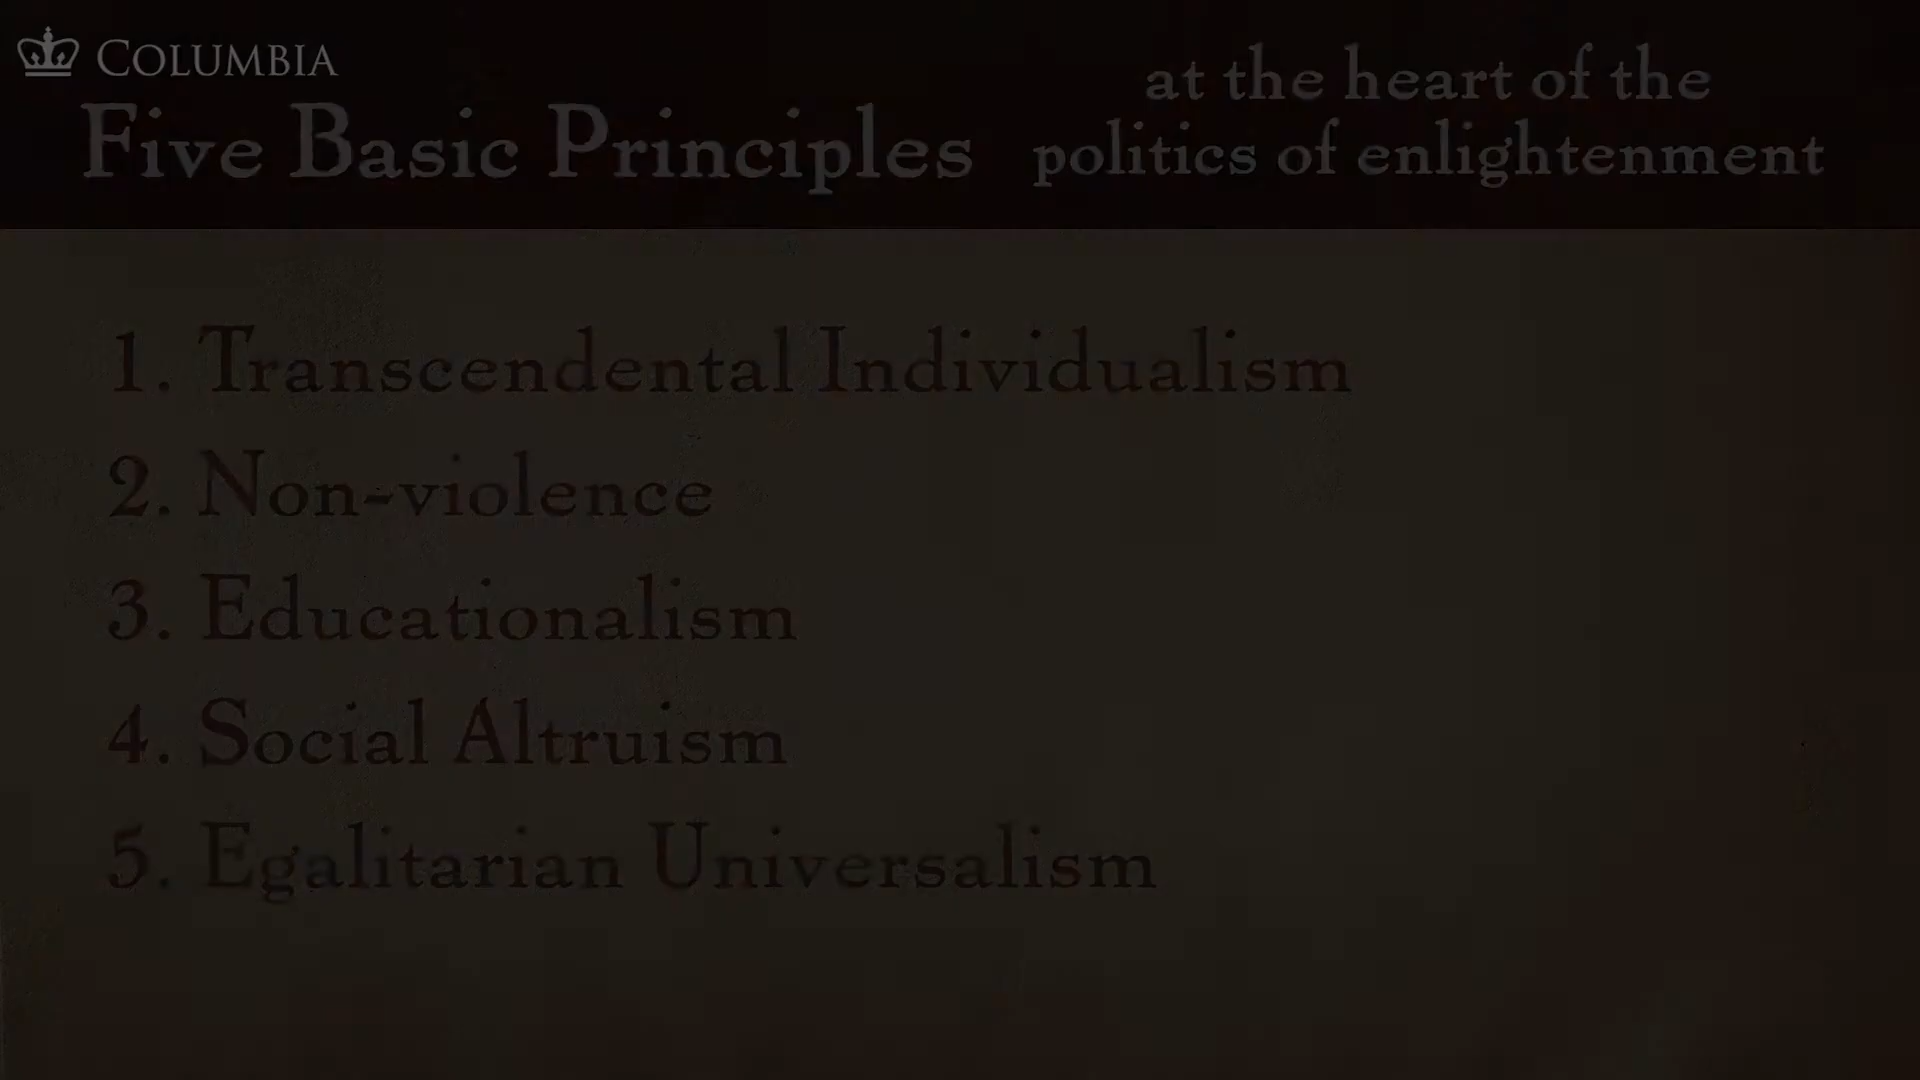 COLUMBIA
Five Basic Principles
at the heart of the
politics of enlightenment
1. Transcendental Individualism
2. Non-violence
3. Educationalism
4. Social Altruism
5. Egalitarian Universalism